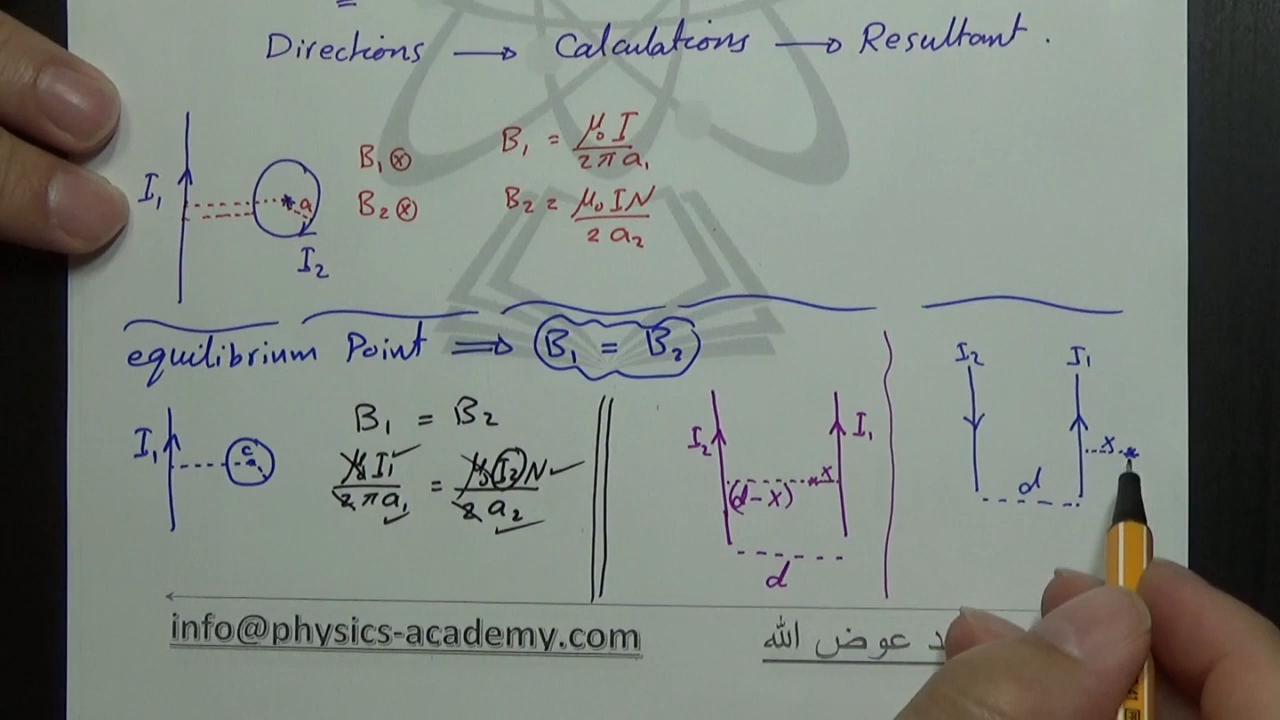 Directions → Calculations → Resultant.
I₁
a
I₂
B₁ ⊗
B₂ ⊗
B₁ = μ₀ I / 2 π a₁
B₂ = μ₀ I N / 2 a₂
equilibrium Point ⇒ B₁ = B₂
I₁
c
B₁ = B₂
μ₀ I₁ / 2 π a₁ = μ₀ I₂ N / 2 a₂
I₂
I₁
(d-x)
x
d
I₂
I₁
x
d
info@physics-academy.com
عوض الله